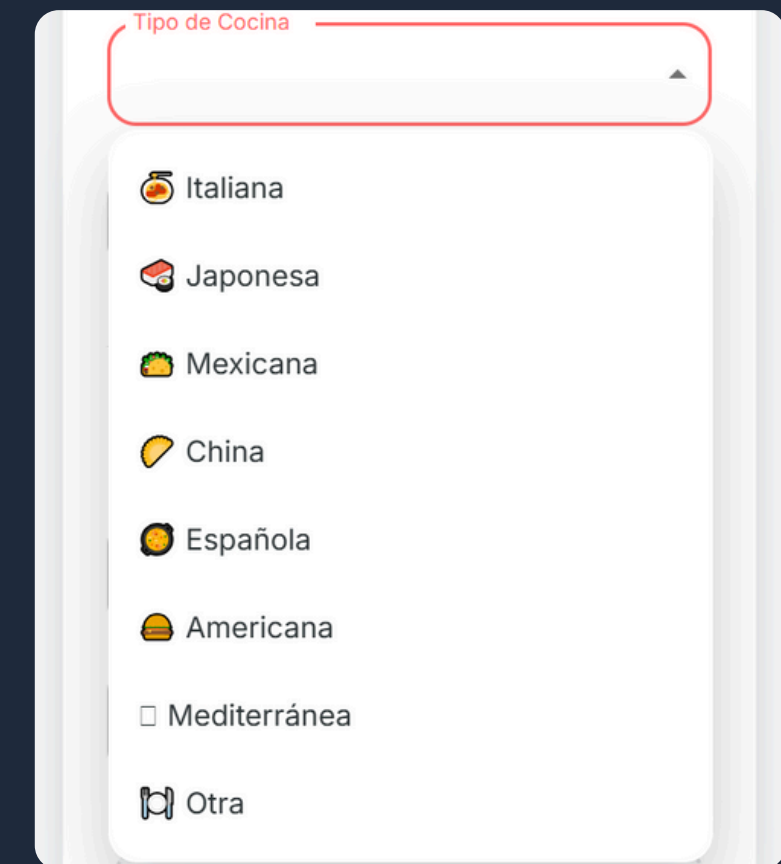 Tipo de Cocina
Italiana
Japonesa
Mexicana
China
Española
Americana
Mediterránea
Otra